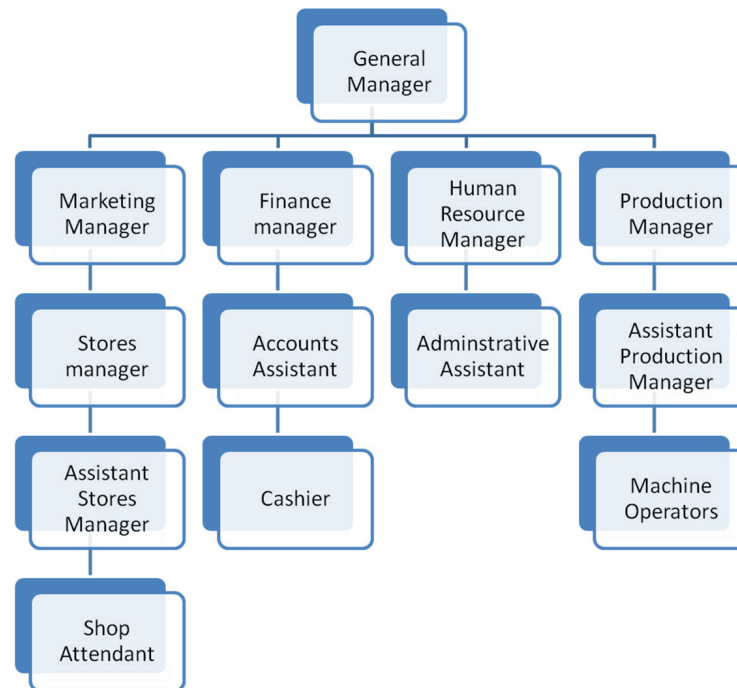 General
Manager
Marketing
Manager
Finance
manager
Human
Resource
Manager
Production
Manager
Stores
manager
Accounts
Assistant
Adminstrative
Assistant
Assistant
Production
Manager
Assistant
Stores
Manager
Cashier
Machine
Operators
Shop
Attendant